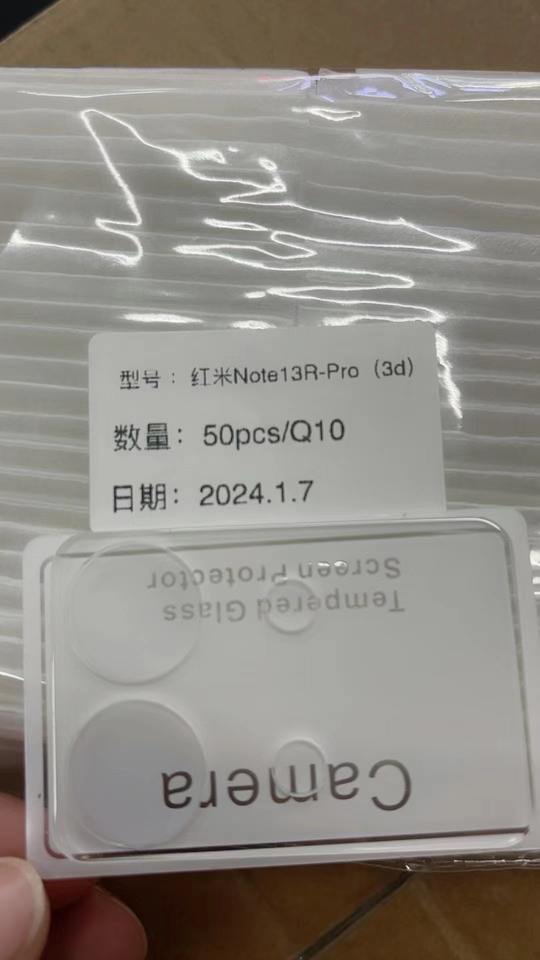 型号：红米Note13R-Pro（3d）
数量：50pcs/Q10
日期：2024.1.7
Camera
Tempered Glass
Screen Protector